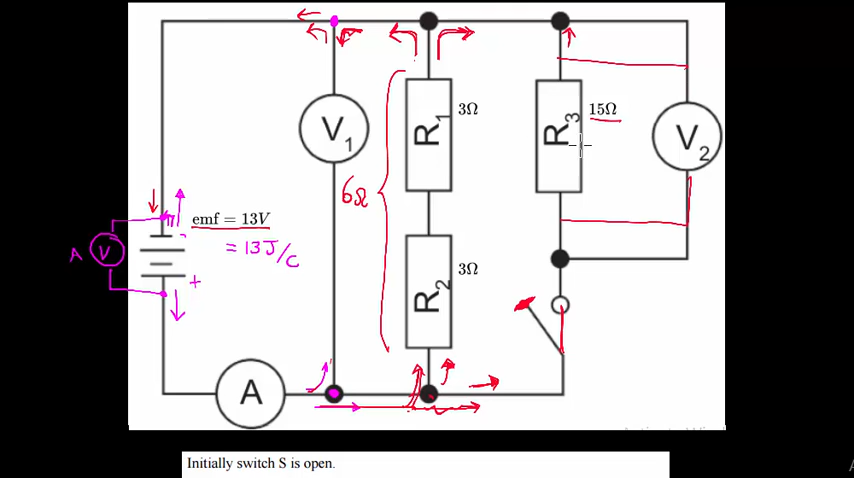 V1
R1
3Ω
R3
15Ω
V2
6Ω
emf = 13V
= 13J/C
A
V
-
+
R2
3Ω
A
Initially switch S is open.